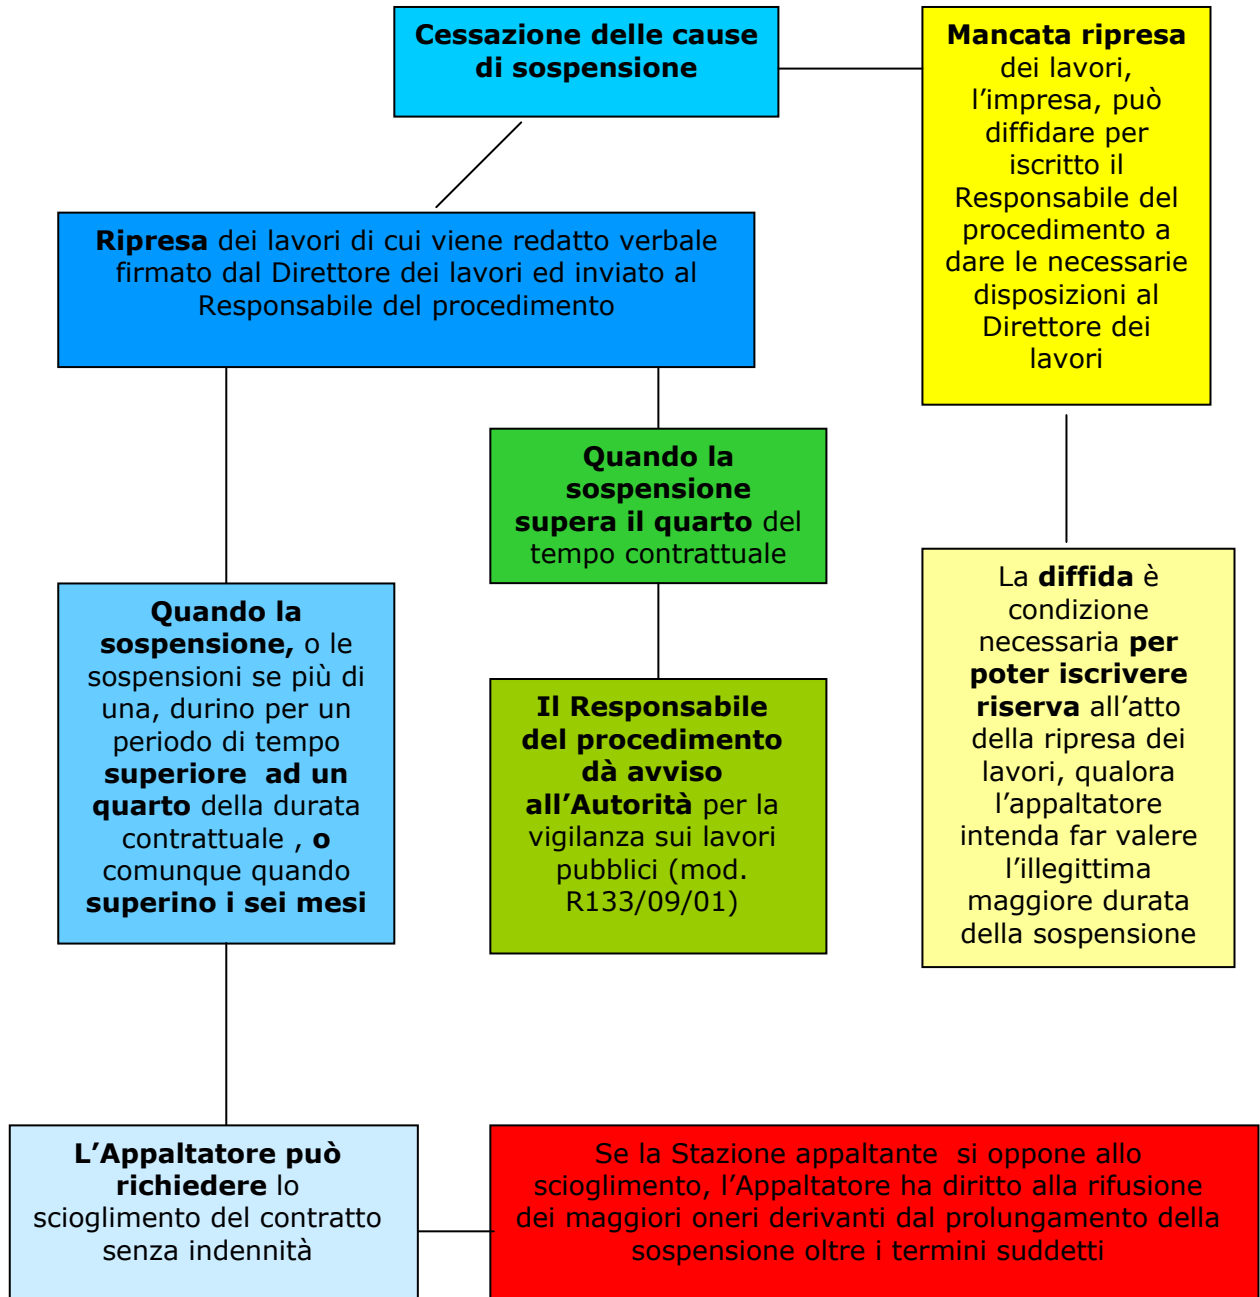 Cessazione delle cause
di sospensione
Mancata ripresa
dei lavori,
l’impresa, può
diffidare per
iscritto il
Responsabile del
procedimento a
dare le necessarie
disposizioni al
Direttore dei
lavori
Ripresa dei lavori di cui viene redatto verbale
firmato dal Direttore dei lavori ed inviato al
Responsabile del procedimento
Quando la
sospensione
supera il quarto del
tempo contrattuale
Quando la
sospensione, o le
sospensioni se più di
una, durino per un
periodo di tempo
superiore ad un
quarto della durata
contrattuale , o
comunque quando
superino i sei mesi
Il Responsabile
del procedimento
dà avviso
all’Autorità per la
vigilanza sui lavori
pubblici (mod.
R133/09/01)
La diffida è
condizione
necessaria per
poter iscrivere
riserva all’atto
della ripresa dei
lavori, qualora
l’appaltatore
intenda far valere
l’illegittima
maggiore durata
della sospensione
L’Appaltatore può
richiedere lo
scioglimento del contratto
senza indennità
Se la Stazione appaltante si oppone allo
scioglimento, l’Appaltatore ha diritto alla rifusione
dei maggiori oneri derivanti dal prolungamento della
sospensione oltre i termini suddetti